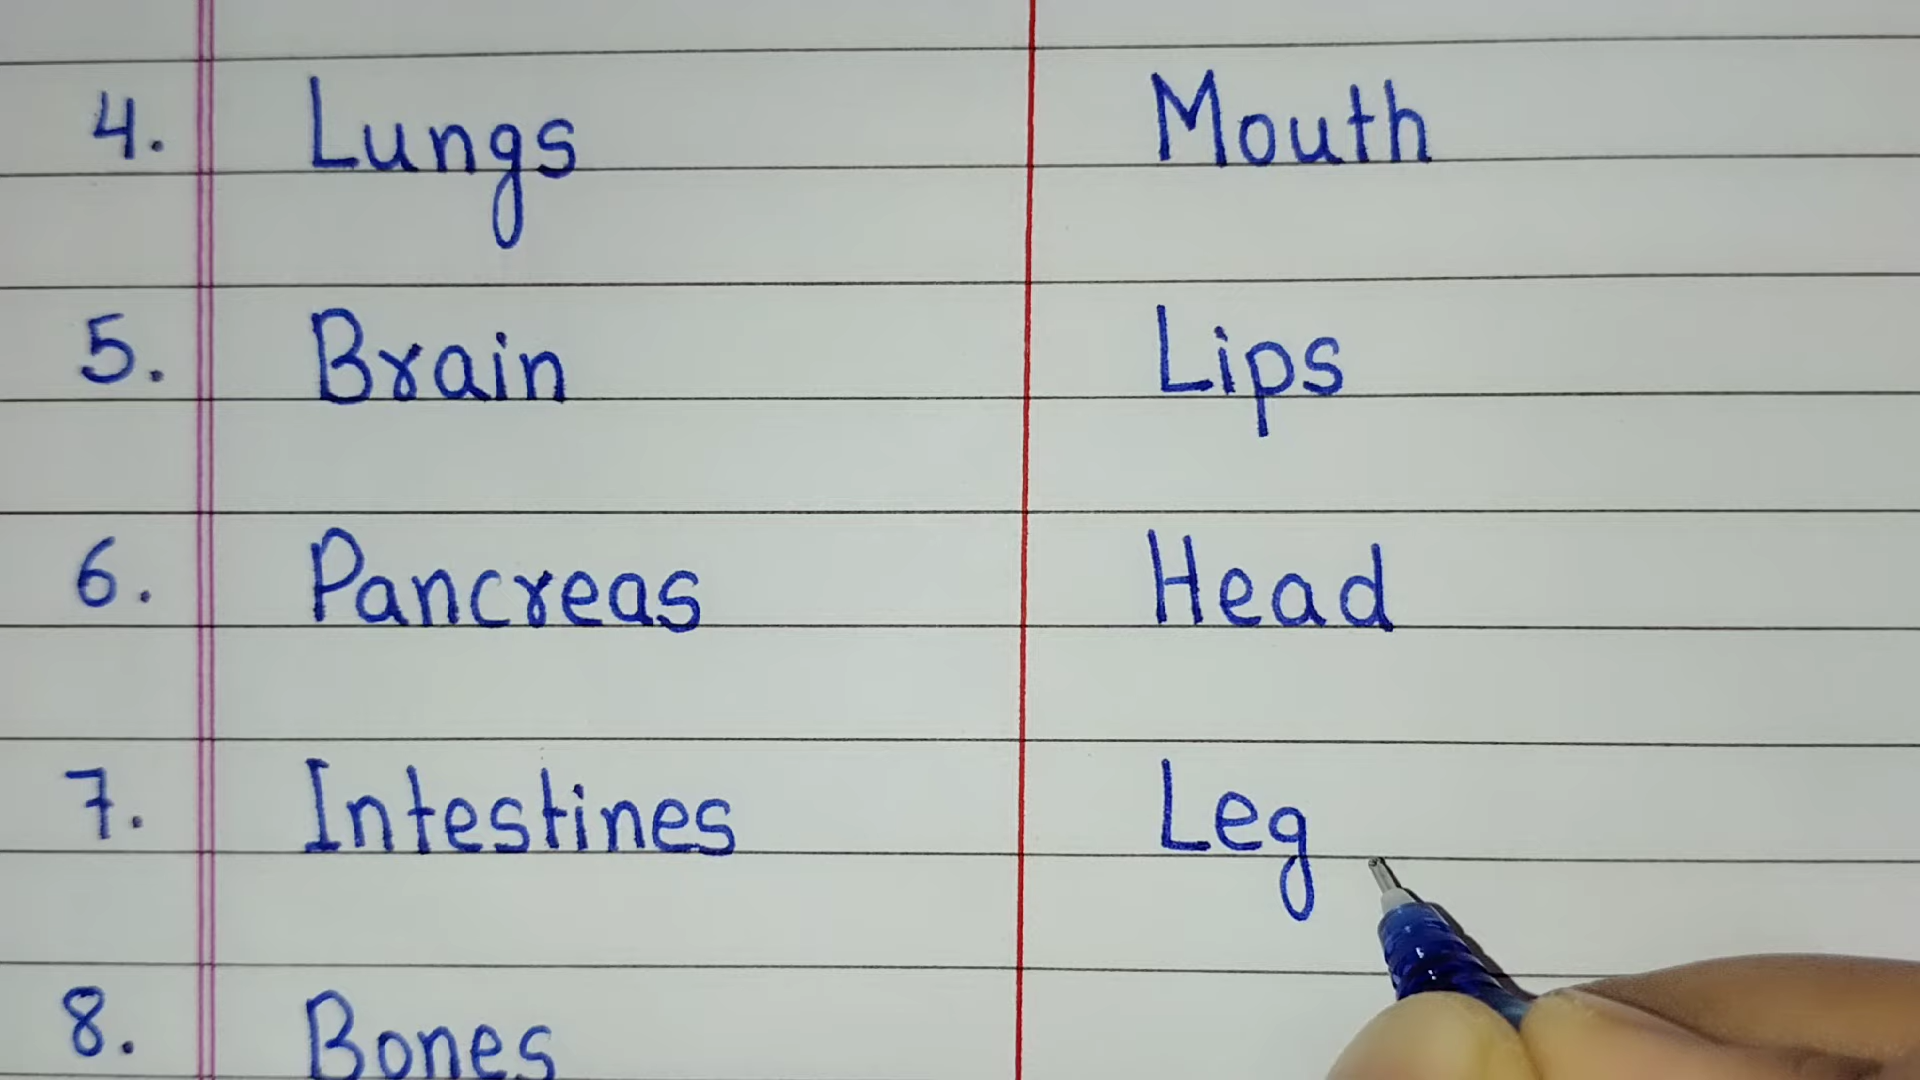 4. Lungs Mouth
5. Brain Lips
6. Pancreas Head
7. Intestines Leg
8. Bones